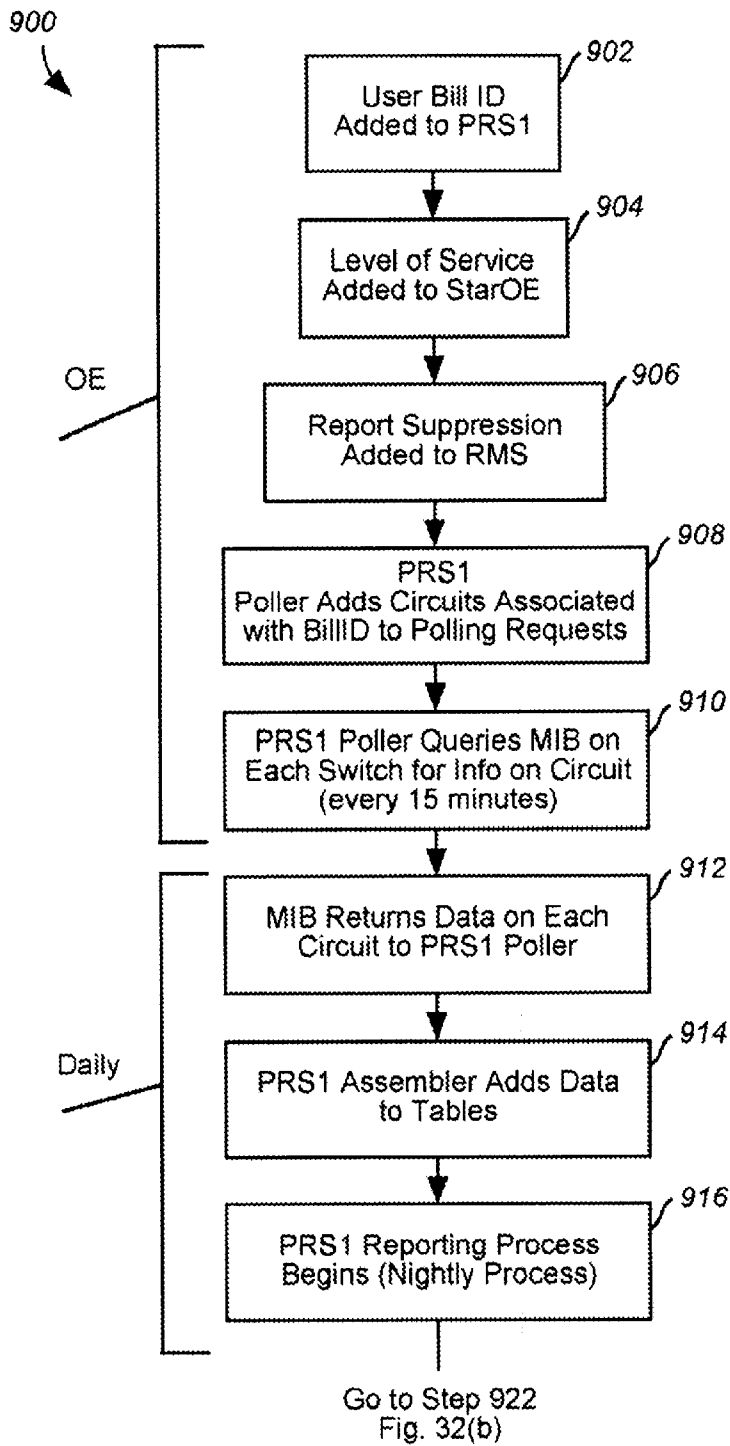 900
902
User Bill ID
Added to PRS1
904
Level of Service
Added to StarOE
OE
906
Report Suppression
Added to RMS
908
PRS1
Poller Adds Circuits Associated
with BillID to Polling Requests
910
PRS1 Poller Queries MIB on
Each Switch for Info on Circuit
(every 15 minutes)
912
MIB Returns Data on Each
Circuit to PRS1 Poller
Daily
914
PRS1 Assembler Adds Data
to Tables
916
PRS1 Reporting Process
Begins (Nightly Process)
Go to Step 922
Fig. 32(b)